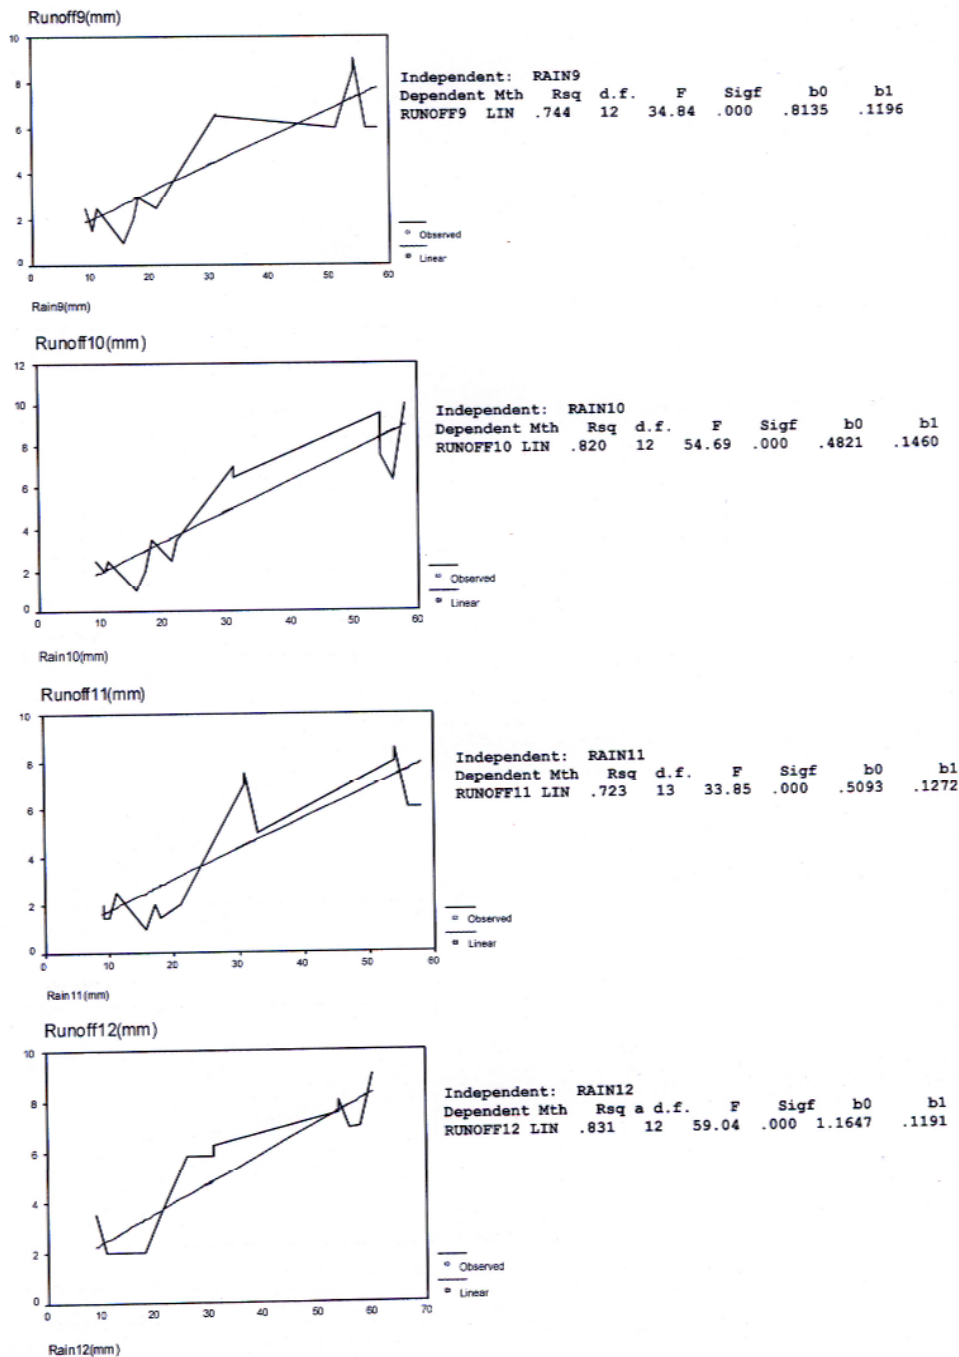 Runoff9(mm)
10
8
6
4
2
0
0 10 20 30 40 50 60
Rain9(mm)
Observed
Linear
Independent: RAIN9
Dependent Mth Rsq d.f. F Sigf b0 b1
RUNOFF9 LIN .744 12 34.84 .000 .8135 .1196
Runoff10(mm)
12
10
8
6
4
2
0
0 10 20 30 40 50 60
Rain10(mm)
Observed
Linear
Independent: RAIN10
Dependent Mth Rsq d.f. F Sigf b0 b1
RUNOFF10 LIN .820 12 54.69 .000 .4821 .1460
Runoff11(mm)
10
8
6
4
2
0
0 10 20 30 40 50 60
Rain11(mm)
Observed
Linear
Independent: RAIN11
Dependent Mth Rsq d.f. F Sigf b0 b1
RUNOFF11 LIN .723 13 33.85 .000 .5093 .1272
Runoff12(mm)
10
8
6
4
2
0
0 10 20 30 40 50 60 70
Rain12(mm)
Observed
Linear
Independent: RAIN12
Dependent Mth Rsq a d.f. F Sigf b0 b1
RUNOFF12 LIN .831 12 59.04 .000 1.1647 .1191